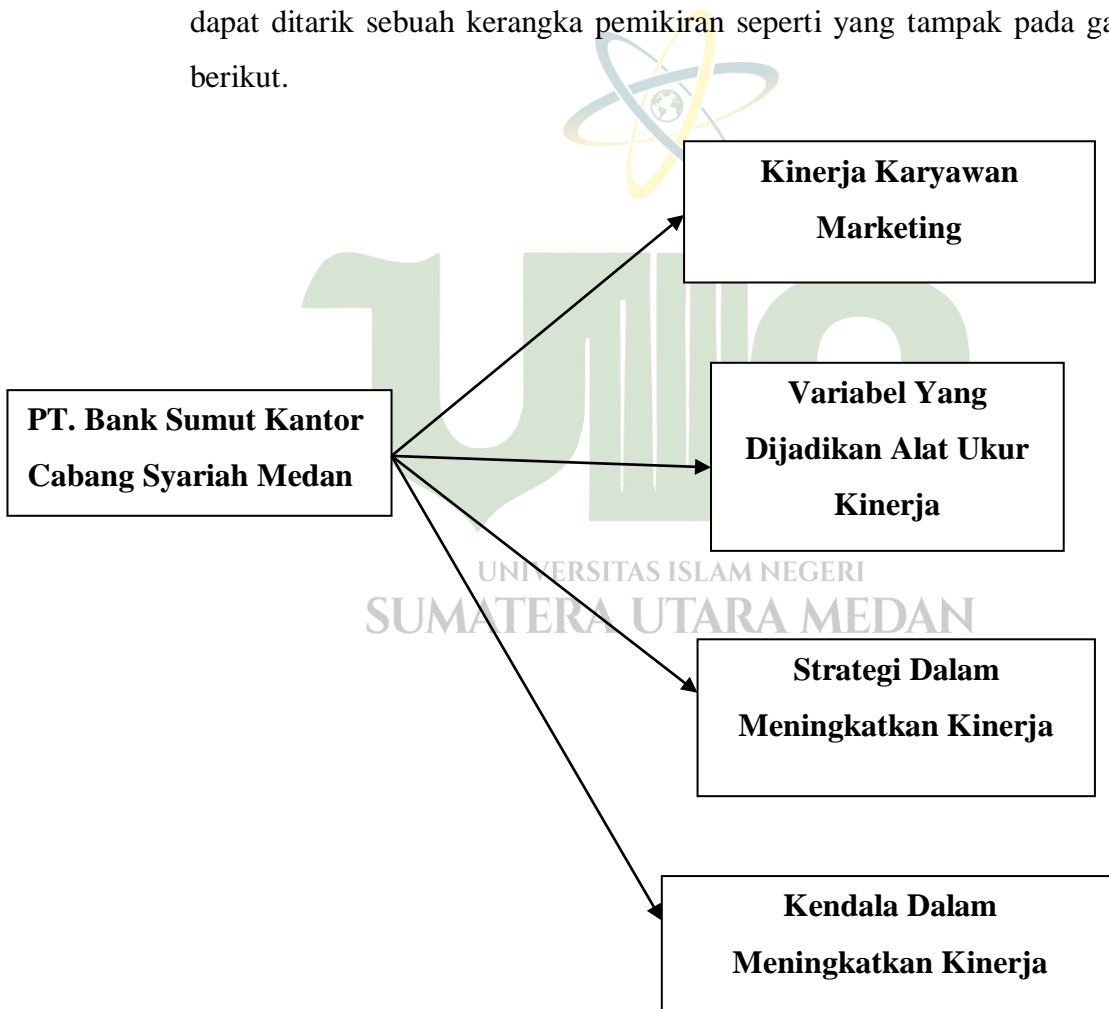 dapat ditarik sebuah kerangka pemikiran seperti yang tampak pada
berikut.
Kinerja Karyawan
Marketing
PT. Bank Sumut Kantor
Cabang Syariah Medan
Variabel Yang
Dijadikan Alat Ukur
Kinerja
UNIVERSITAS ISLAM NEGERI
SUMATERA UTARA MEDAN
Strategi Dalam
Meningkatkan Kinerja
Kendala Dalam
Meningkatkan Kinerja